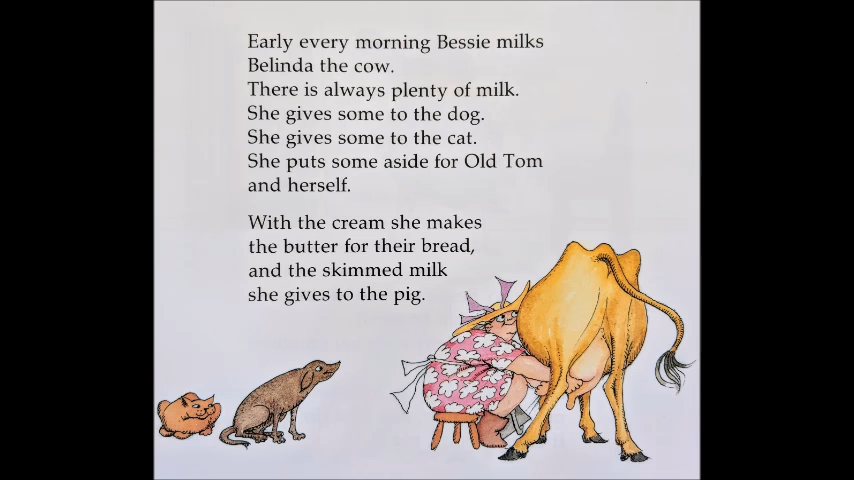 Early every morning Bessie milks
Belinda the cow.
There is always plenty of milk.
She gives some to the dog.
She gives some to the cat.
She puts some aside for Old Tom
and herself.
With the cream she makes
the butter for their bread,
and the skimmed milk
she gives to the pig.